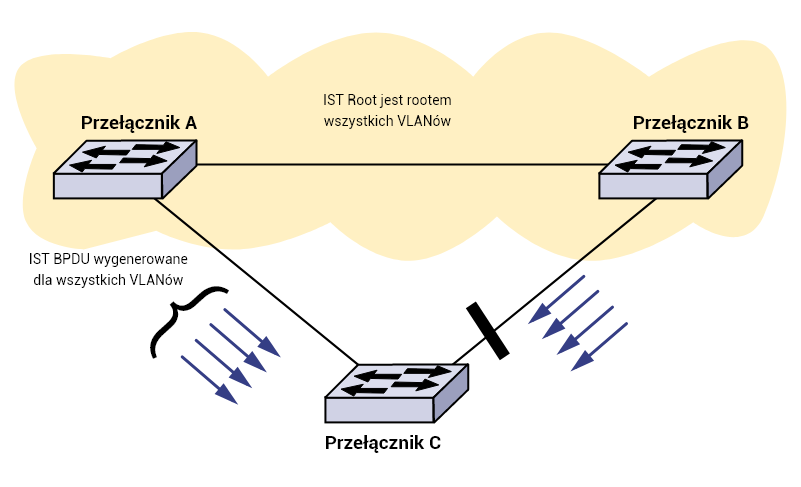 IST Root jest rootem
wszystkich VLANów
Przełącznik A
Przełącznik B
IST BPDU wygenerowane
dla wszystkich VLANów
Przełącznik C